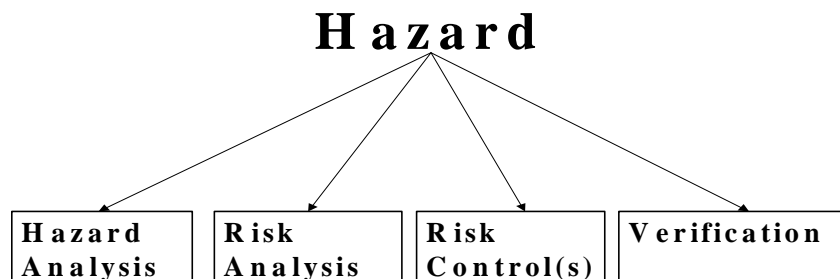 Hazard
Hazard
Analysis
Risk
Analysis
Risk
Control(s)
Verification